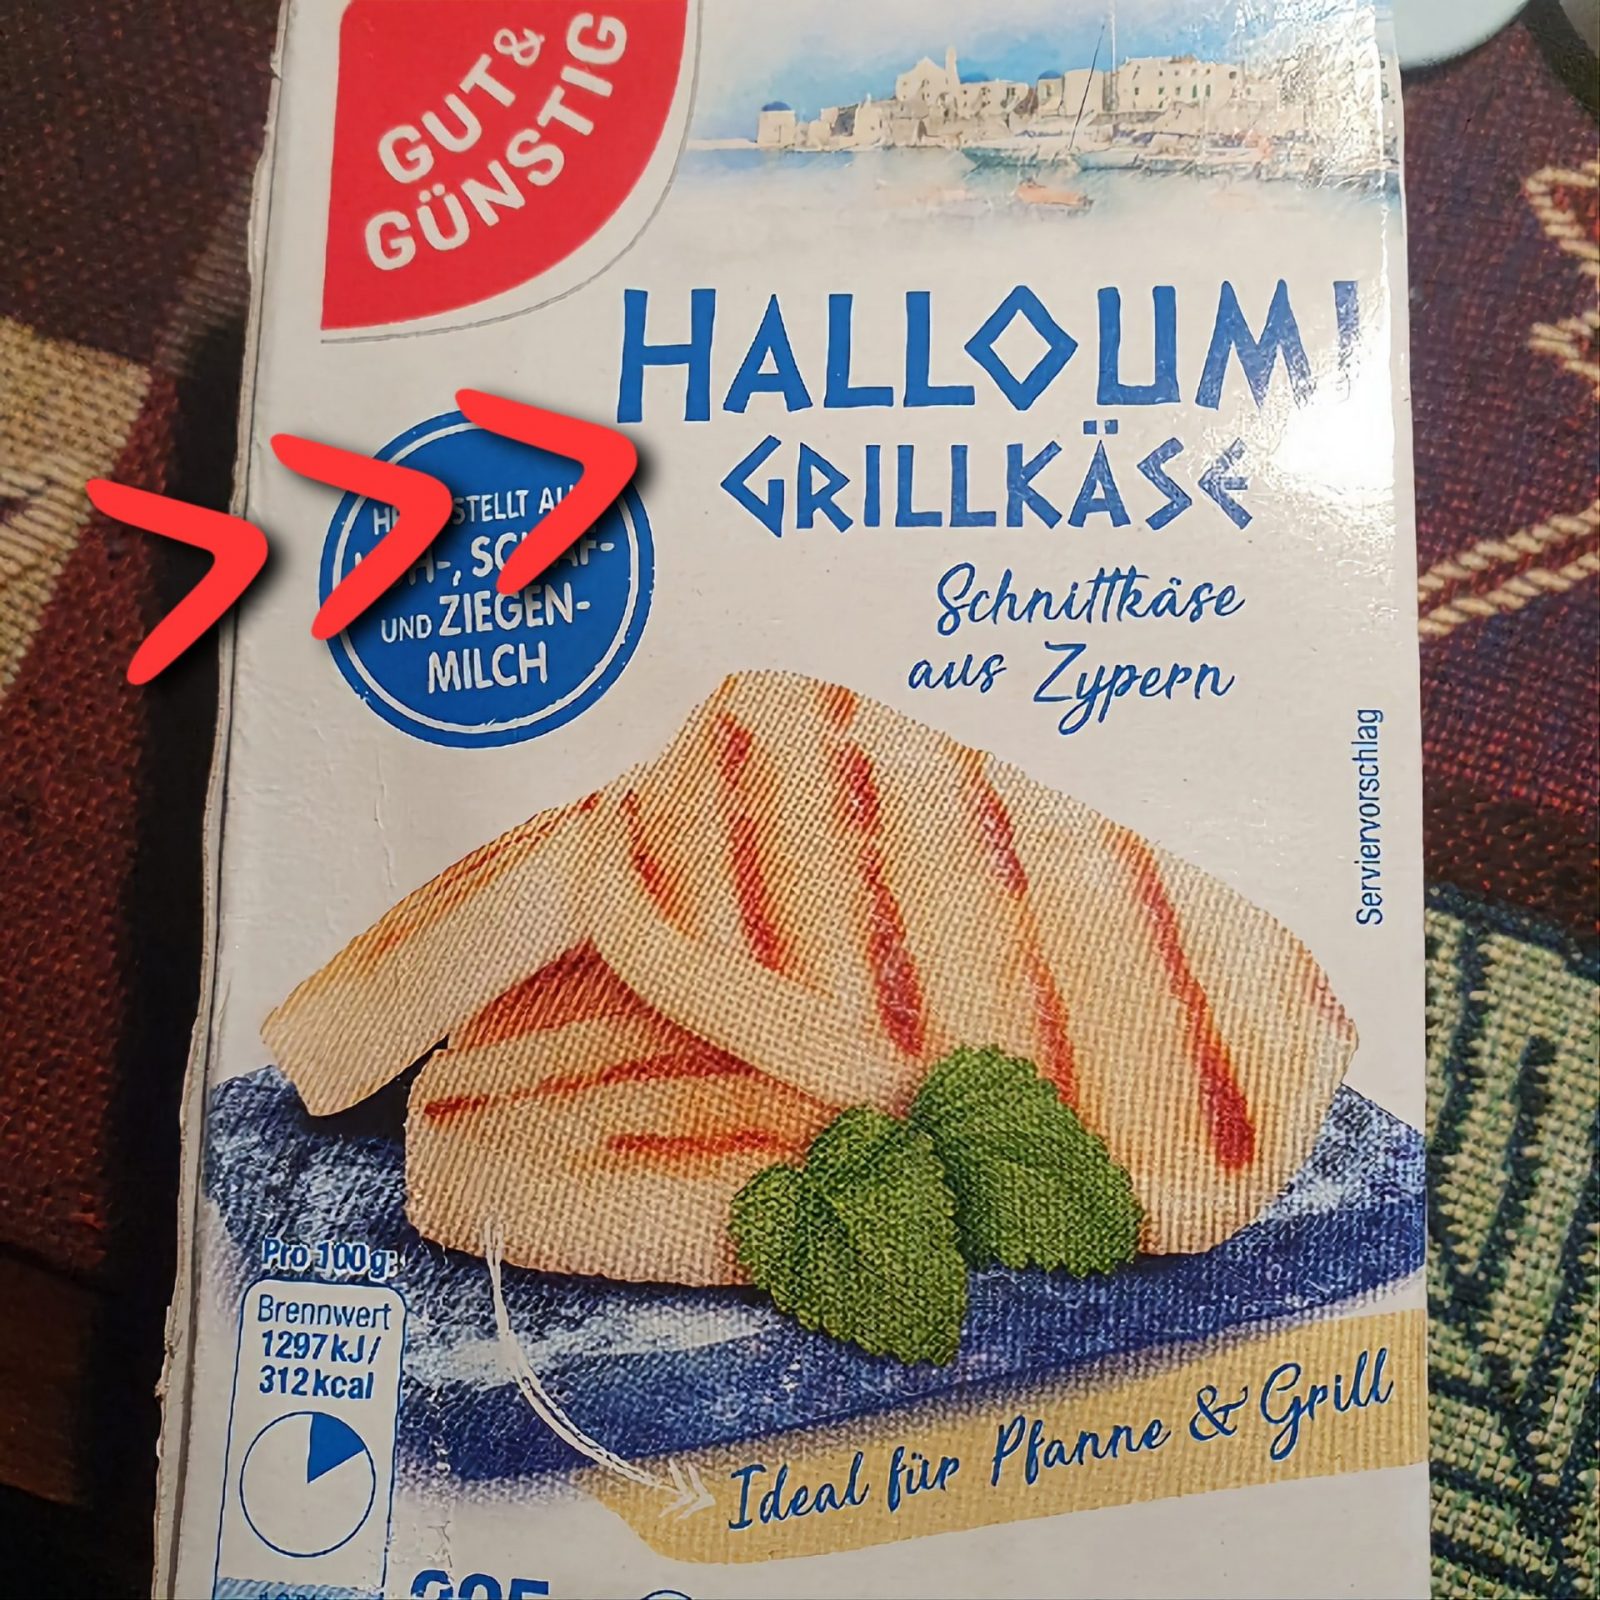 GUT &
GÜNSTIG
HALLOUMI
GRILLKÄSE
Schnittkäse
aus Zypern
UND ZIEGEN-
MILCH
Serviervorschlag
Pro 100g:
Brennwert
1297 kJ/
312 kcal
Ideal für Pfanne & Grill